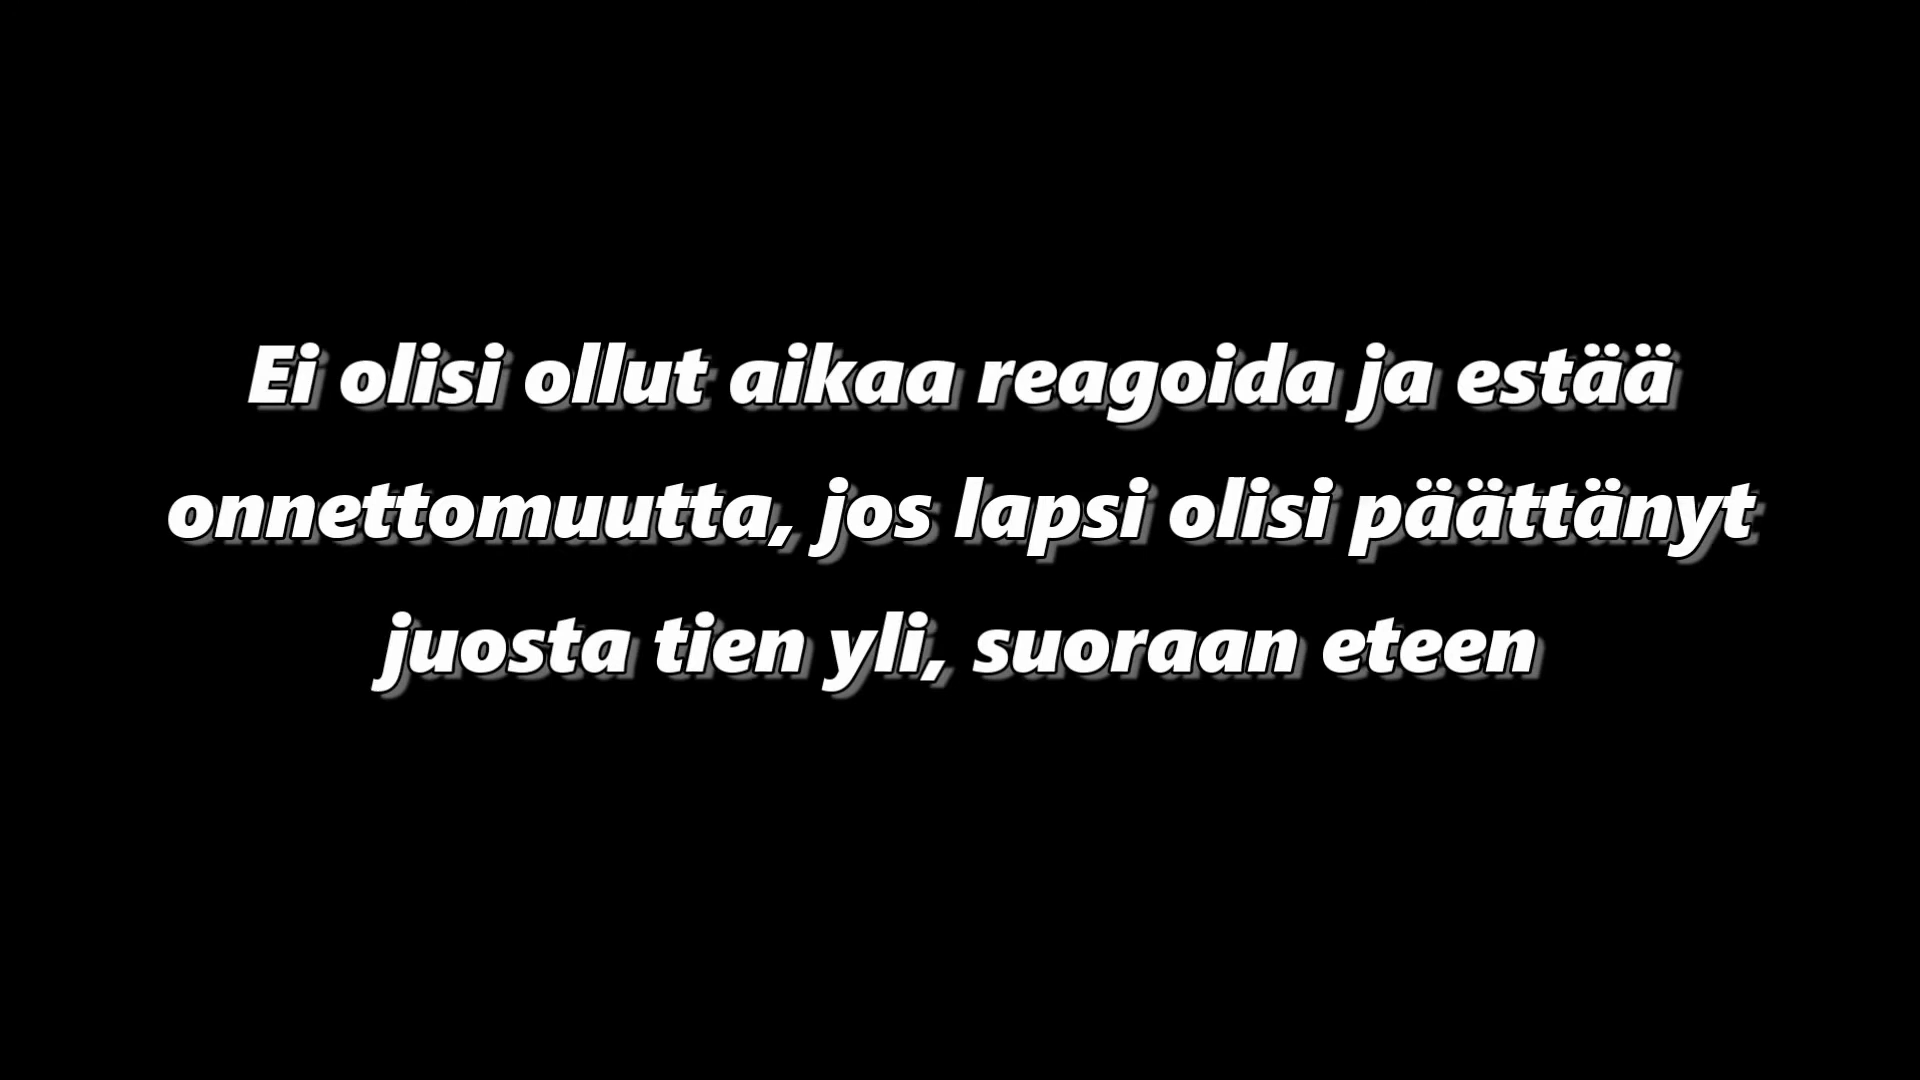 Ei olisi ollut aikaa reagoida ja estää
onnettomuutta, jos lapsi olisi päättänyt
juosta tien yli, suoraan eteen